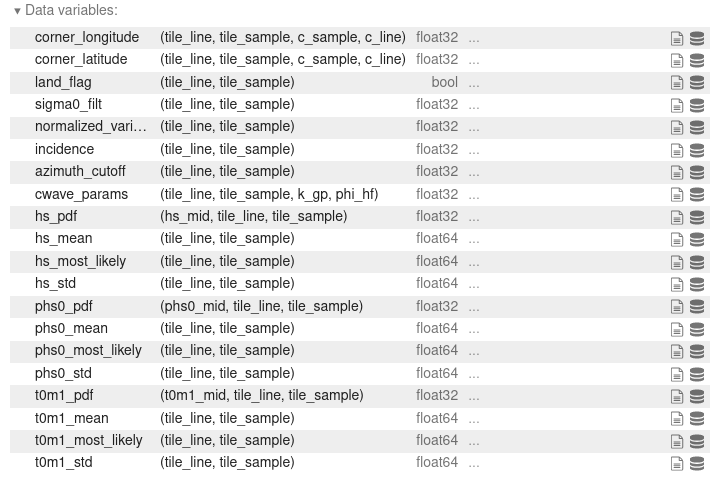 ▾ Data variables:
corner_longitude (tile_line, tile_sample, c_sample, c_line) float32 ...
corner_latitude (tile_line, tile_sample, c_sample, c_line) float32 ...
land_flag (tile_line, tile_sample) bool ...
sigma0_filt (tile_line, tile_sample) float32 ...
normalized_vari... (tile_line, tile_sample) float32 ...
incidence (tile_line, tile_sample) float32 ...
azimuth_cutoff (tile_line, tile_sample) float32 ...
cwave_params (tile_line, tile_sample, k_gp, phi_hf) float32 ...
hs_pdf (hs_mid, tile_line, tile_sample) float32 ...
hs_mean (tile_line, tile_sample) float64 ...
hs_most_likely (tile_line, tile_sample) float64 ...
hs_std (tile_line, tile_sample) float64 ...
phs0_pdf (phs0_mid, tile_line, tile_sample) float32 ...
phs0_mean (tile_line, tile_sample) float64 ...
phs0_most_likely (tile_line, tile_sample) float64 ...
phs0_std (tile_line, tile_sample) float64 ...
t0m1_pdf (t0m1_mid, tile_line, tile_sample) float32 ...
t0m1_mean (tile_line, tile_sample) float64 ...
t0m1_most_likely (tile_line, tile_sample) float64 ...
t0m1_std (tile_line, tile_sample) float64 ...